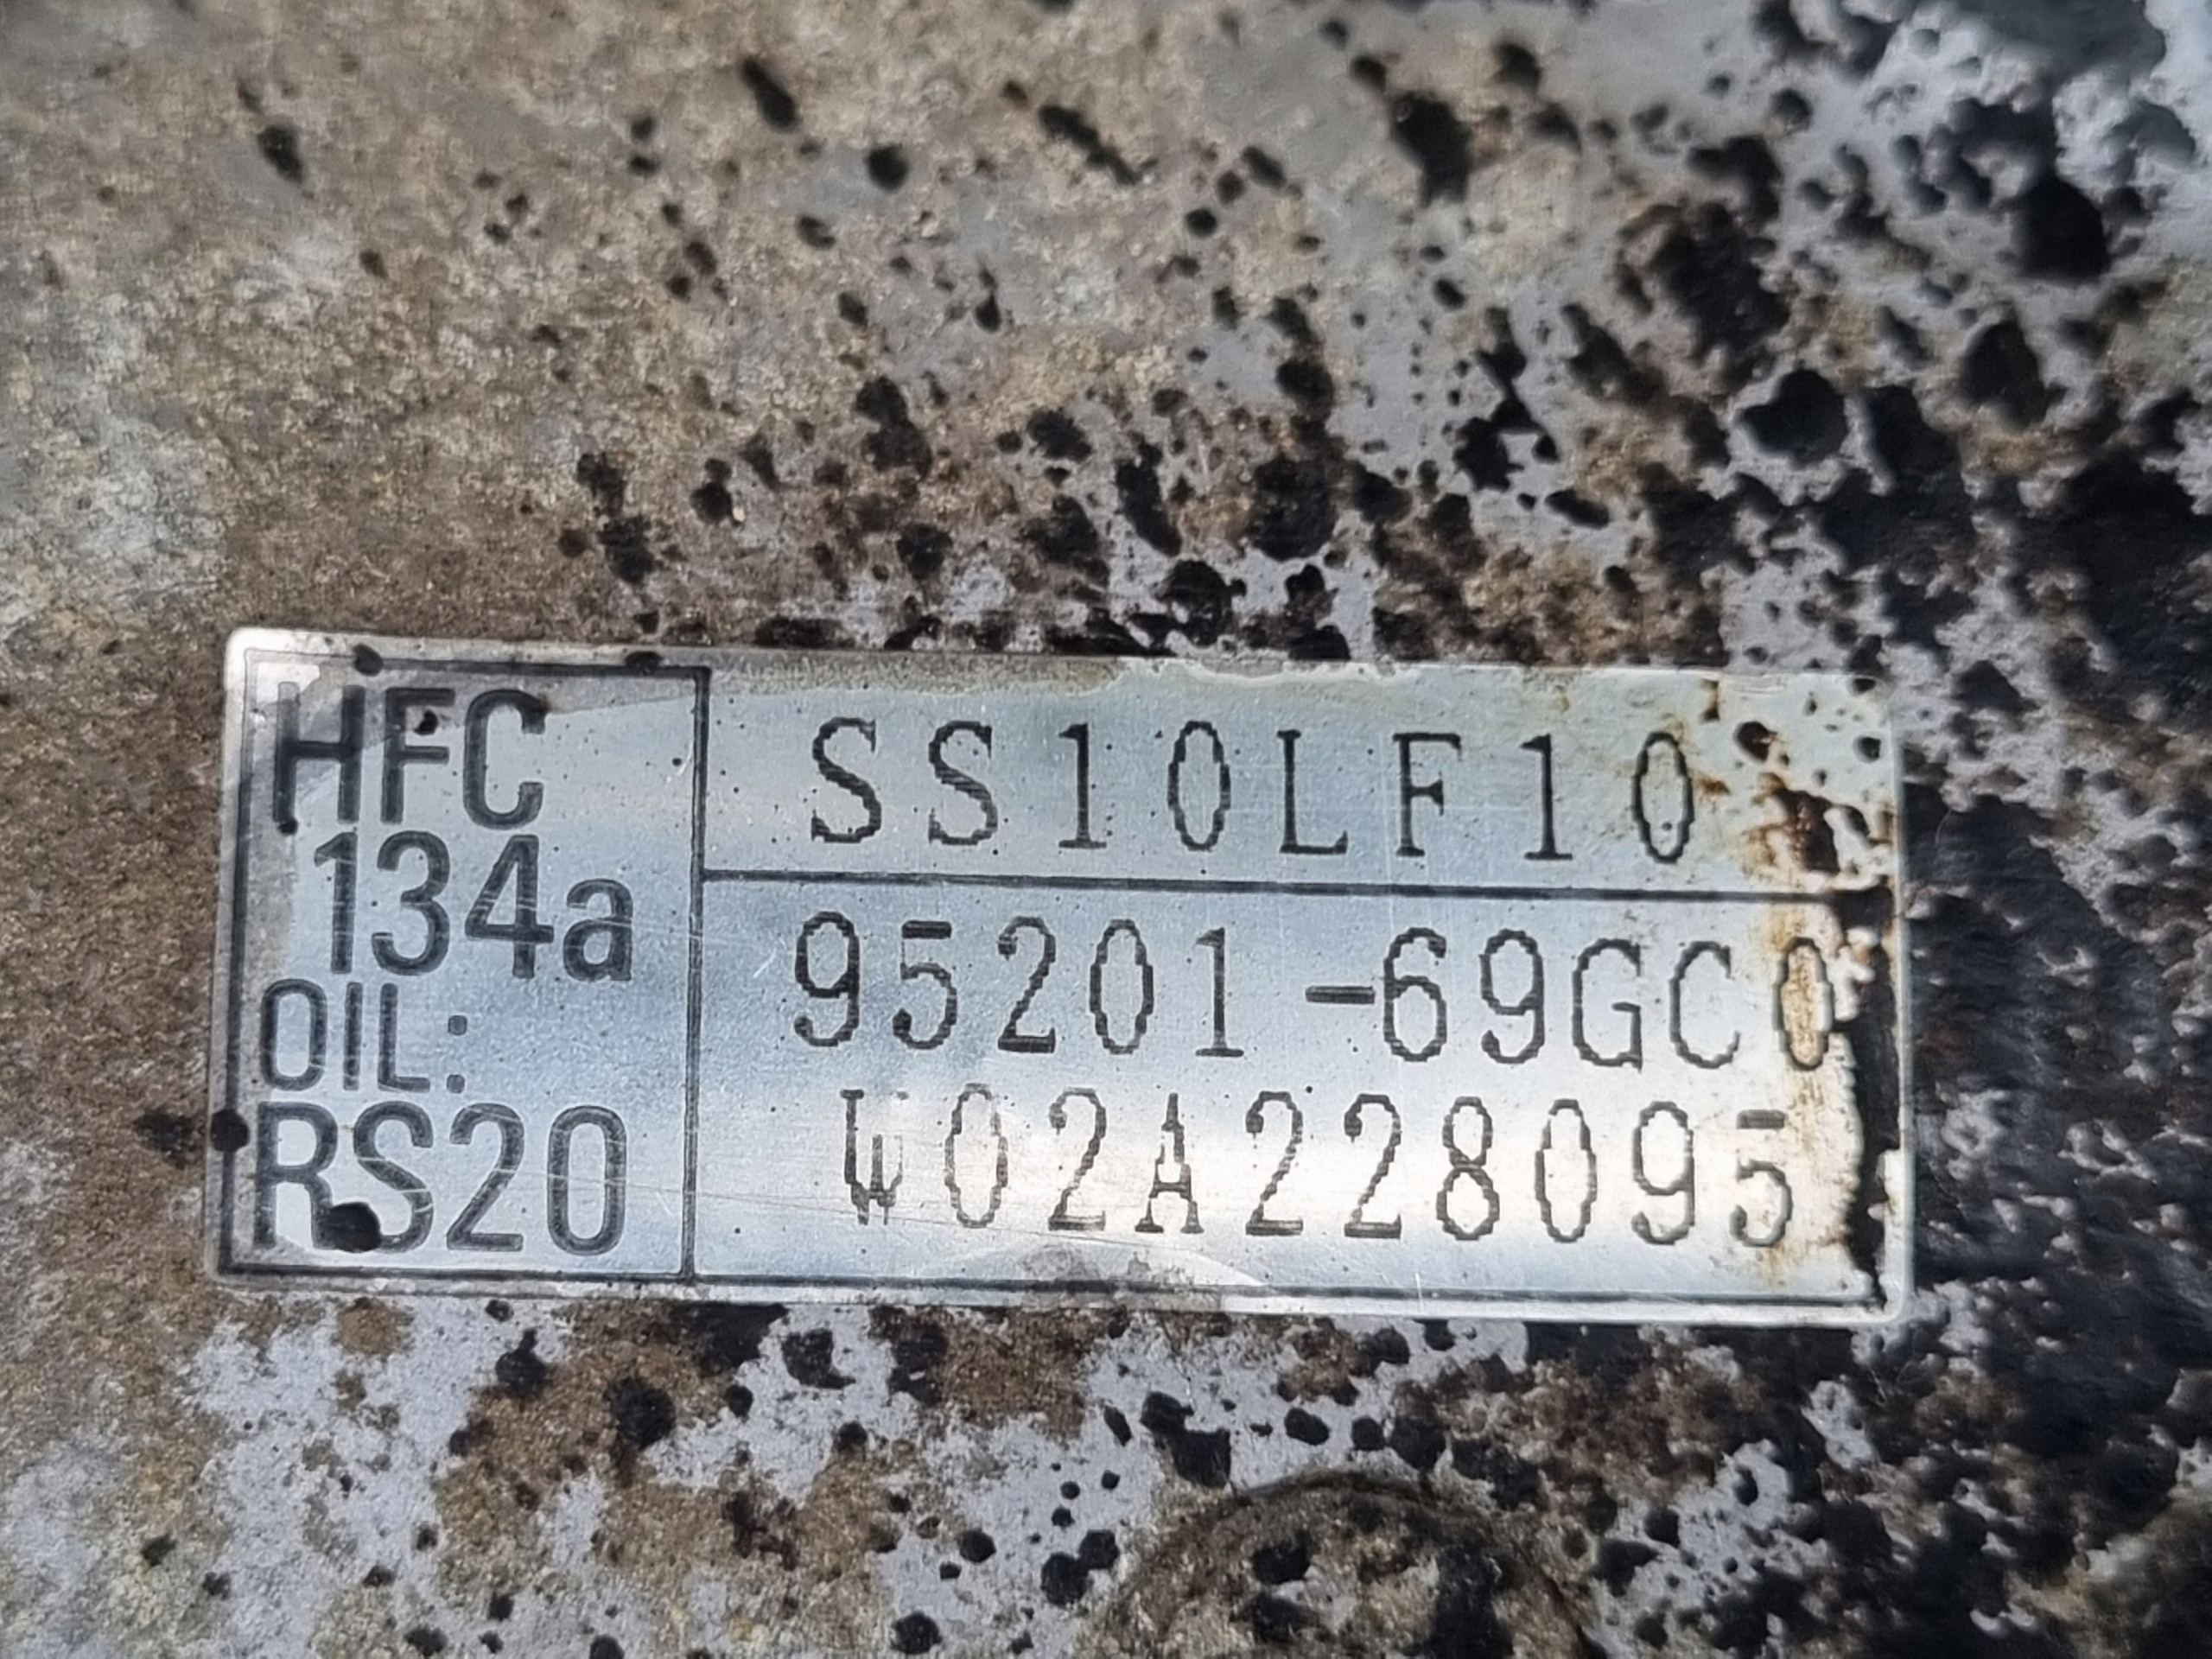 HFC
134a
OIL:
RS20
SS10LF10
95201-69GC0
W02A228095